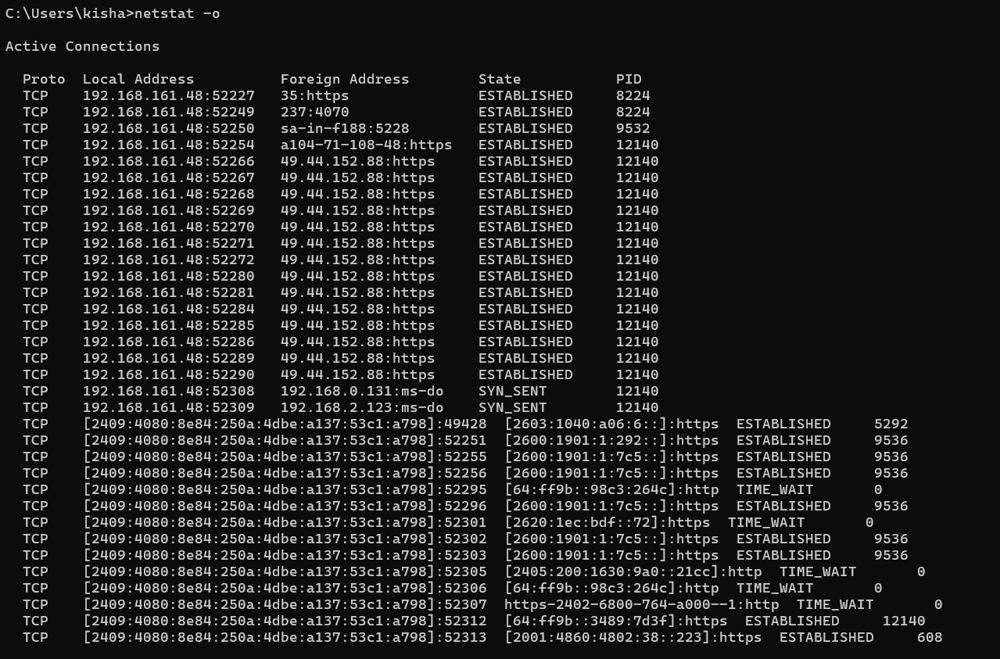 C:\Users\kisha>netstat -o
Active Connections
Proto  Local Address          Foreign Address        State           PID
TCP    192.168.161.48:52227   35:https               ESTABLISHED     8224
TCP    192.168.161.48:52249   237:4070               ESTABLISHED     8224
TCP    192.168.161.48:52250   sa-in-f188:5228        ESTABLISHED     9532
TCP    192.168.161.48:52254   a104-71-108-48:https   ESTABLISHED     12140
TCP    192.168.161.48:52266   49.44.152.88:https     ESTABLISHED     12140
TCP    192.168.161.48:52267   49.44.152.88:https     ESTABLISHED     12140
TCP    192.168.161.48:52268   49.44.152.88:https     ESTABLISHED     12140
TCP    192.168.161.48:52269   49.44.152.88:https     ESTABLISHED     12140
TCP    192.168.161.48:52270   49.44.152.88:https     ESTABLISHED     12140
TCP    192.168.161.48:52271   49.44.152.88:https     ESTABLISHED     12140
TCP    192.168.161.48:52272   49.44.152.88:https     ESTABLISHED     12140
TCP    192.168.161.48:52280   49.44.152.88:https     ESTABLISHED     12140
TCP    192.168.161.48:52281   49.44.152.88:https     ESTABLISHED     12140
TCP    192.168.161.48:52284   49.44.152.88:https     ESTABLISHED     12140
TCP    192.168.161.48:52285   49.44.152.88:https     ESTABLISHED     12140
TCP    192.168.161.48:52286   49.44.152.88:https     ESTABLISHED     12140
TCP    192.168.161.48:52289   49.44.152.88:https     ESTABLISHED     12140
TCP    192.168.161.48:52290   49.44.152.88:https     ESTABLISHED     12140
TCP    192.168.161.48:52308   192.168.0.131:ms-do    SYN_SENT        12140
TCP    192.168.161.48:52309   192.168.2.123:ms-do    SYN_SENT        12140
TCP    [2409:4080:8e84:250a:4dbe:a137:53c1:a798]:49428  [2603:1040:a06:6::]:https  ESTABLISHED     5292
TCP    [2409:4080:8e84:250a:4dbe:a137:53c1:a798]:52251  [2600:1901:1:292::]:https  ESTABLISHED     9536
TCP    [2409:4080:8e84:250a:4dbe:a137:53c1:a798]:52255  [2600:1901:1:7c5::]:https  ESTABLISHED     9536
TCP    [2409:4080:8e84:250a:4dbe:a137:53c1:a798]:52256  [2600:1901:1:7c5::]:https  ESTABLISHED     9536
TCP    [2409:4080:8e84:250a:4dbe:a137:53c1:a798]:52295  [64:ff9b::98c3:264c]:http  TIME_WAIT       0
TCP    [2409:4080:8e84:250a:4dbe:a137:53c1:a798]:52296  [2600:1901:1:7c5::]:https  ESTABLISHED     9536
TCP    [2409:4080:8e84:250a:4dbe:a137:53c1:a798]:52301  [2620:1ec:bdf::72]:https  TIME_WAIT       0
TCP    [2409:4080:8e84:250a:4dbe:a137:53c1:a798]:52302  [2600:1901:1:7c5::]:https  ESTABLISHED     9536
TCP    [2409:4080:8e84:250a:4dbe:a137:53c1:a798]:52303  [2600:1901:1:7c5::]:https  ESTABLISHED     9536
TCP    [2409:4080:8e84:250a:4dbe:a137:53c1:a798]:52305  [2405:200:1630:9a0::21cc]:http  TIME_WAIT       0
TCP    [2409:4080:8e84:250a:4dbe:a137:53c1:a798]:52306  [64:ff9b::98c3:264c]:http  TIME_WAIT       0
TCP    [2409:4080:8e84:250a:4dbe:a137:53c1:a798]:52307  https-2402-6800-764-a000--1:http  TIME_WAIT       0
TCP    [2409:4080:8e84:250a:4dbe:a137:53c1:a798]:52312  [64:ff9b::3489:7d3f]:https  ESTABLISHED     12140
TCP    [2409:4080:8e84:250a:4dbe:a137:53c1:a798]:52313  [2001:4860:4802:38::223]:https  ESTABLISHED     608